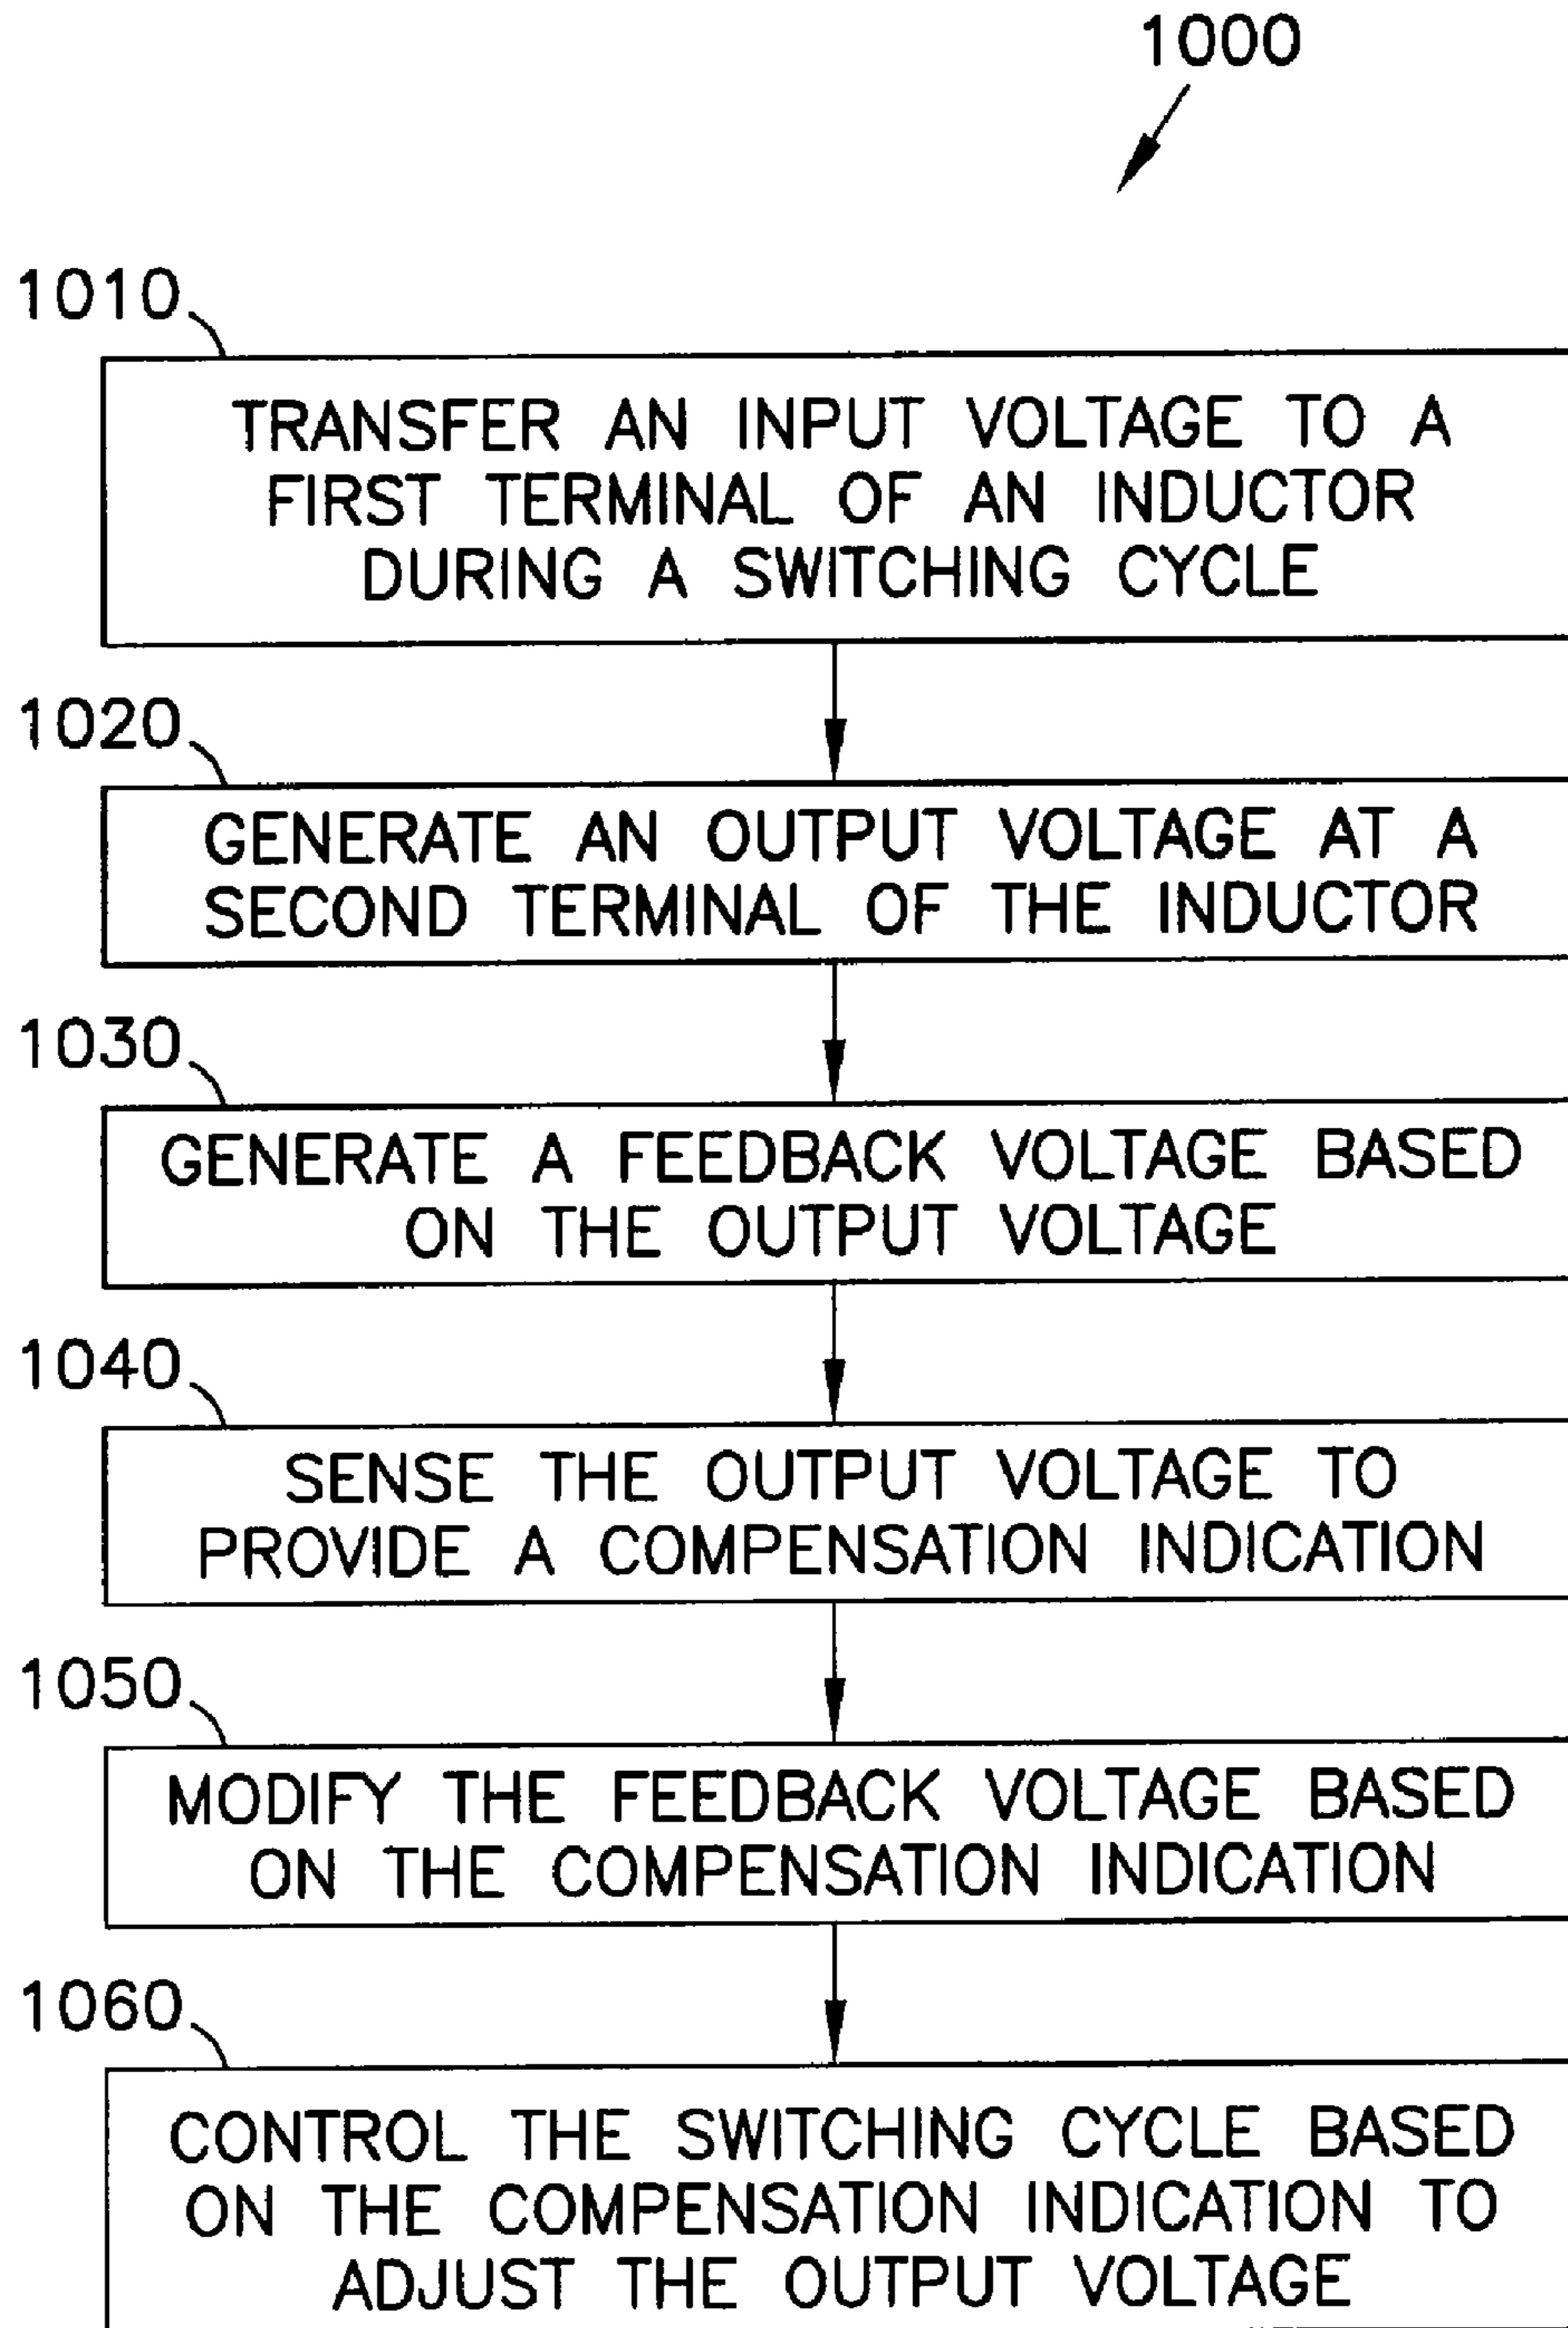 1000
1010
TRANSFER AN INPUT VOLTAGE TO A
FIRST TERMINAL OF AN INDUCTOR
DURING A SWITCHING CYCLE
1020
GENERATE AN OUTPUT VOLTAGE AT A
SECOND TERMINAL OF THE INDUCTOR
1030
GENERATE A FEEDBACK VOLTAGE BASED
ON THE OUTPUT VOLTAGE
1040
SENSE THE OUTPUT VOLTAGE TO
PROVIDE A COMPENSATION INDICATION
1050
MODIFY THE FEEDBACK VOLTAGE BASED
ON THE COMPENSATION INDICATION
1060
CONTROL THE SWITCHING CYCLE BASED
ON THE COMPENSATION INDICATION TO
ADJUST THE OUTPUT VOLTAGE